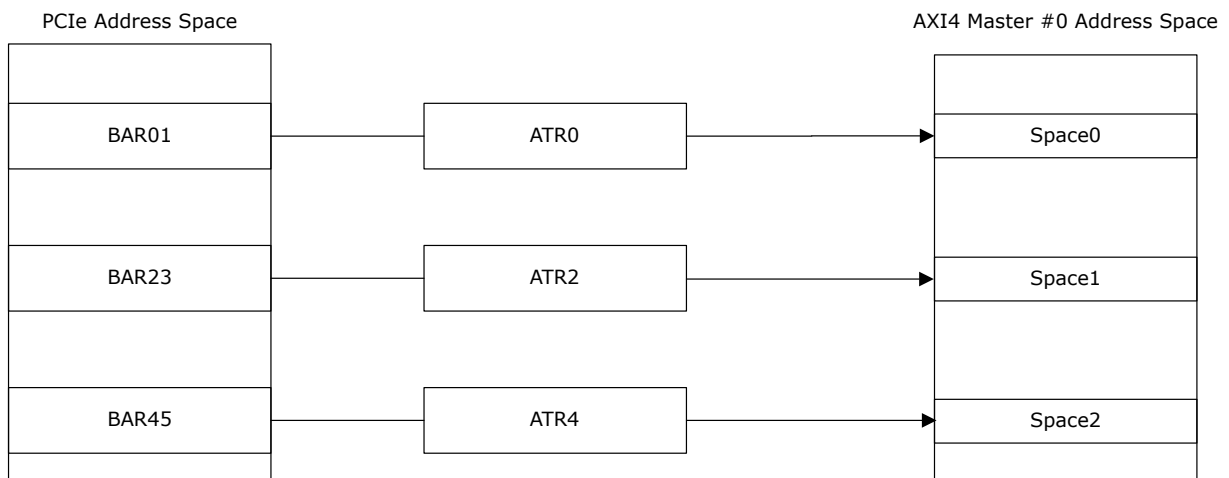 PCIe Address Space
AXI4 Master #0 Address Space
BAR01
ATR0
Space0
BAR23
ATR2
Space1
BAR45
ATR4
Space2